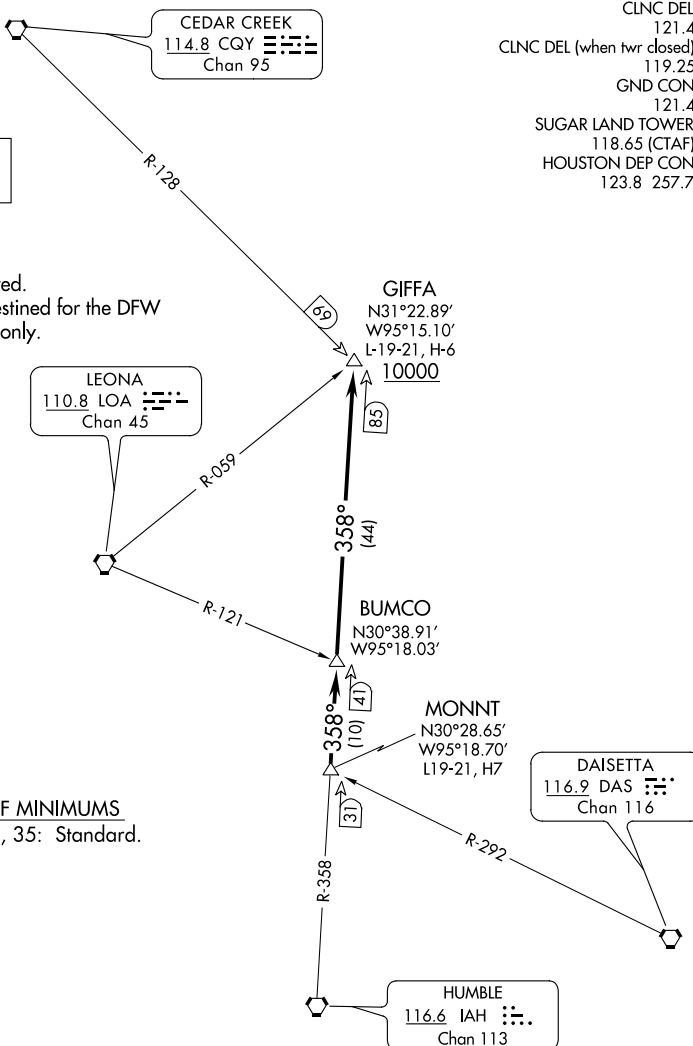 CEDAR CREEK
114.8 CQY
Chan 95
CLNC DEL
121.4
CLNC DEL (when twr closed)
119.25
GND CON
121.4
SUGAR LAND TOWER
118.65 (CTAF)
HOUSTON DEP CON
123.8 257.7
R-128
ed.
estined for the DFW
only.
69
GIFFA
N31°22.89′
W95°15.10′
L-19-21, H-6
10000
LEONA
110.8 LOA
Chan 45
85
R-059
358°
(44)
R-121
BUMCO
N30°38.91′
W95°18.03′
41
358°
(10)
MONNT
N30°28.65′
W95°18.70′
L19-21, H7
DAISETTA
116.9 DAS
Chan 116
F MINIMUMS
, 35: Standard.
31
R-292
R-358
HUMBLE
116.6 IAH
Chan 113